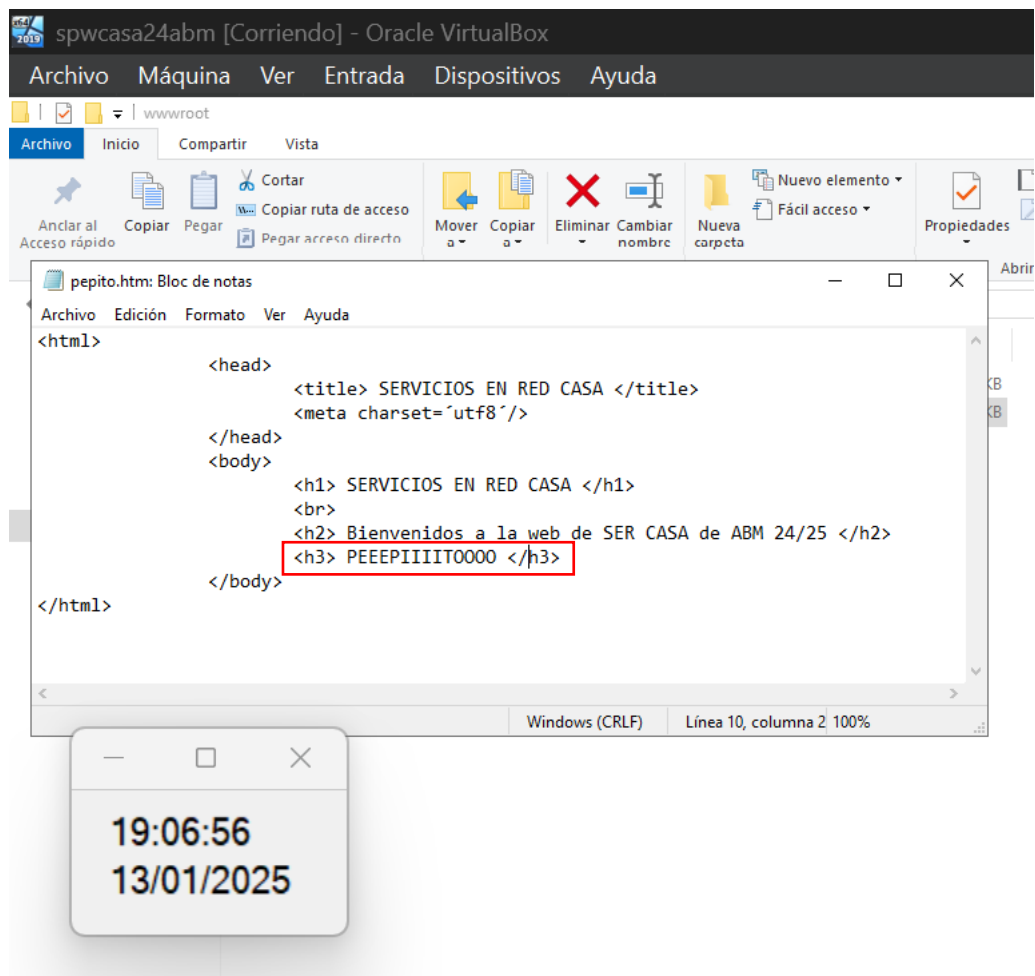 x64
2019
spwcasa24abm [Corriendo] - Oracle VirtualBox
Archivo Máquina Ver Entrada Dispositivos Ayuda
wwwroot
Archivo Inicio Compartir Vista
Anclar al
Acceso rápido
Copiar
Pegar
Cortar
Copiar ruta de acceso
Pegar acceso directo
Mover
a
Copiar
a
Eliminar
Cambiar
nombre
Nueva
carpeta
Nuevo elemento
Fácil acceso
Propiedades
Abrir
pepito.htm: Bloc de notas
Archivo Edición Formato Ver Ayuda
<html>
<head>
<title> SERVICIOS EN RED CASA </title>
<meta charset=´utf8´/>
</head>
<body>
<h1> SERVICIOS EN RED CASA </h1>
<br>
<h2> Bienvenidos a la web de SER CASA de ABM 24/25 </h2>
<h3> PEEEPIIIITOOOO </h3>
</body>
</html>
KB
KB
Windows (CRLF) Línea 10, columna 2 100%
19:06:56
13/01/2025